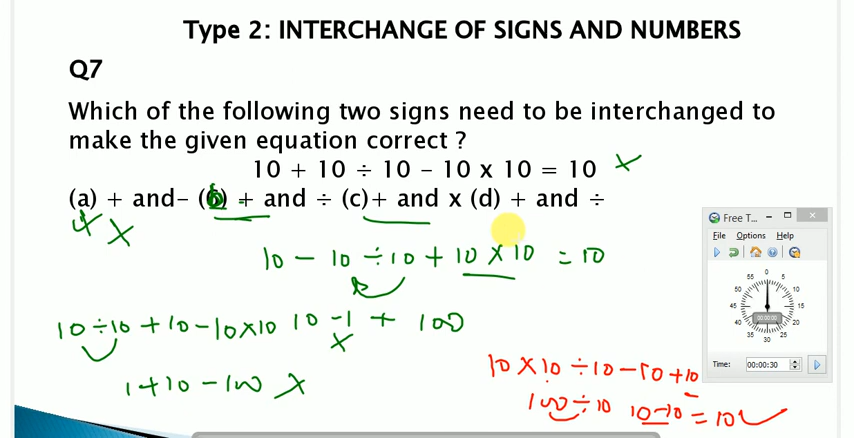 Type 2: INTERCHANGE OF SIGNS AND NUMBERS
Q7
Which of the following two signs need to be interchanged to
make the given equation correct ?
10 + 10 ÷ 10 – 10 x 10 = 10 ×
(a) + and– (b) + and ÷ (c)+ and x (d) + and ÷
×
10 – 10 ÷ 10 + 10 × 10 = 10
10 ÷ 10 + 10 – 10 × 10
10 – 1 + 100
×
1 + 10 – 100 ×
10 × 10 ÷ 10 – 10 + 10
100 ÷ 10 10 – 10 = 10 ✓
Free T...
File Options Help
0
55 5
50 10
45 15
40 20
35 25
30
00:00:00
Time: 00:00:30